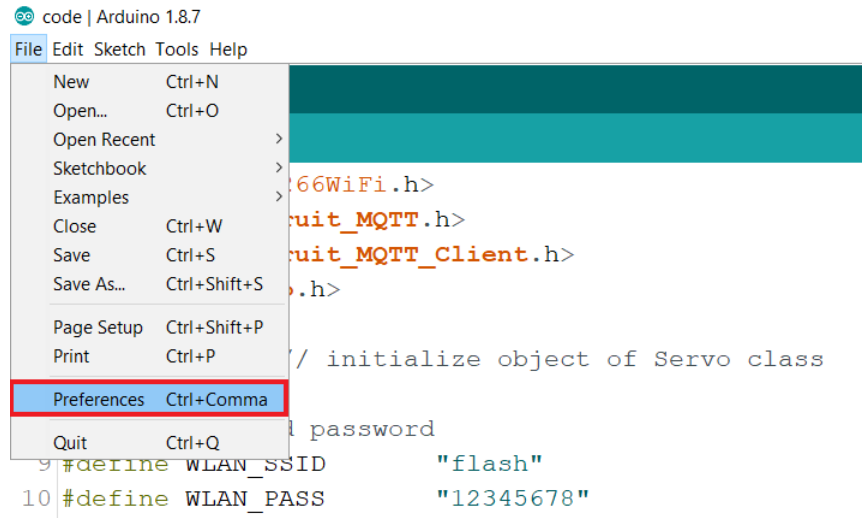 code | Arduino 1.8.7
File Edit Sketch Tools Help
New Ctrl+N
Open... Ctrl+O
Open Recent >
Sketchbook >
Examples >
Close Ctrl+W
Save Ctrl+S
Save As... Ctrl+Shift+S
Page Setup Ctrl+Shift+P
Print Ctrl+P
Preferences Ctrl+Comma
Quit Ctrl+Q
266WiFi.h>
ruit_MQTT.h>
ruit_MQTT_Client.h>
.h>
// initialize object of Servo class
password
9 #define WLAN_SSID "flash"
10 #define WLAN_PASS "12345678"